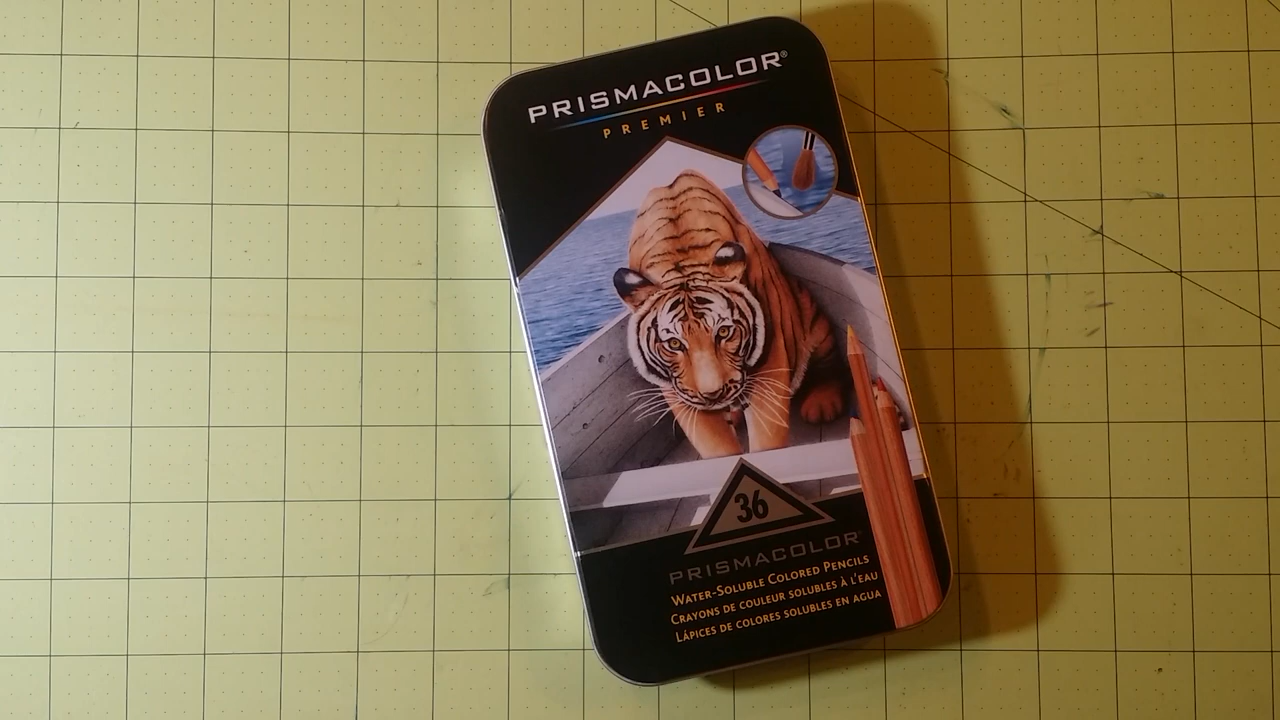 PRISMACOLOR®
PREMIER
36
PRISMACOLOR
WATER-SOLUBLE COLORED PENCILS
CRAYONS DE COULEUR SOLUBLES À L'EAU
LÁPICES DE COLORES SOLUBLES EN AGUA